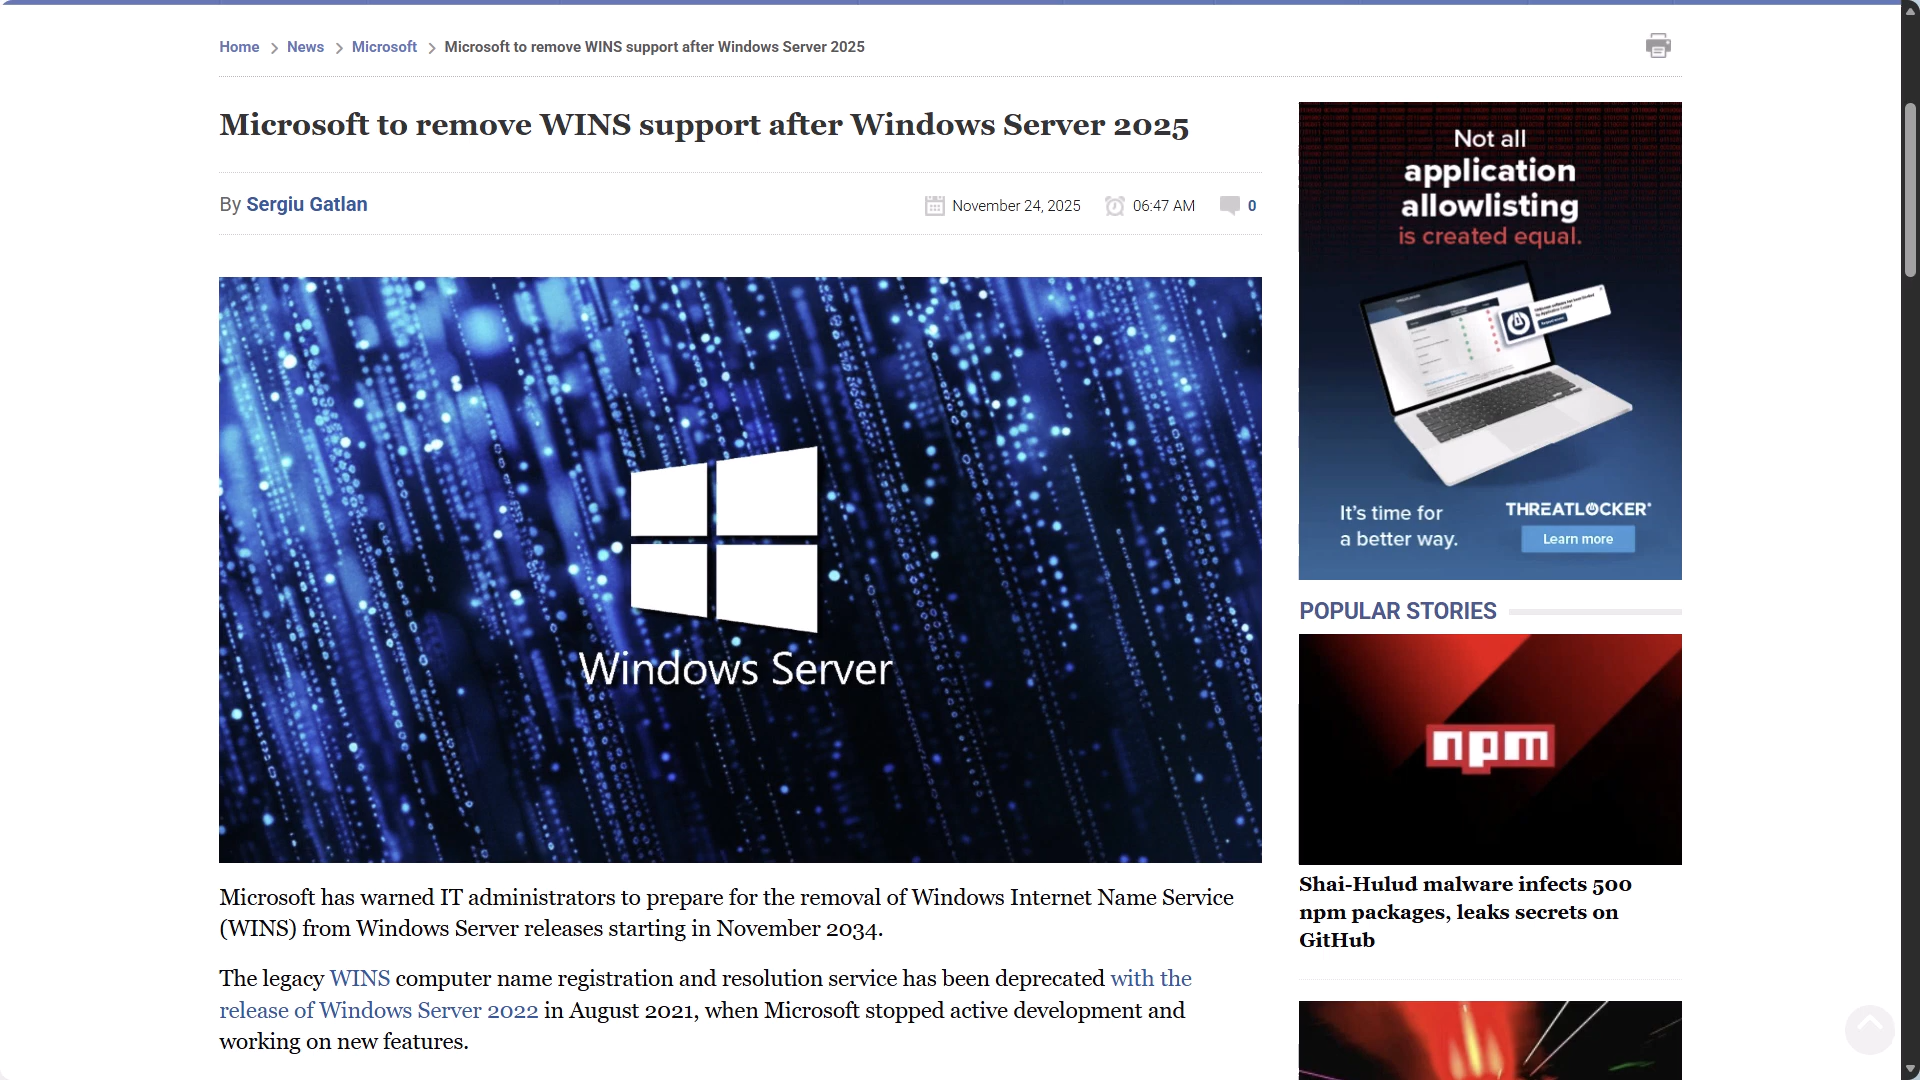 Home > News > Microsoft > Microsoft to remove WINS support after Windows Server 2025
Microsoft to remove WINS support after Windows Server 2025
By Sergiu Gatlan
November 24, 2025 06:47 AM 0
Windows Server
Microsoft has warned IT administrators to prepare for the removal of Windows Internet Name Service
(WINS) from Windows Server releases starting in November 2034.
The legacy WINS computer name registration and resolution service has been deprecated with the
release of Windows Server 2022 in August 2021, when Microsoft stopped active development and
working on new features.
Not all
application
allowlisting
is created equal.
It's time for
a better way.
THREATLOCKER
Learn more
POPULAR STORIES
npm
Shai-Hulud malware infects 500
npm packages, leaks secrets on
GitHub